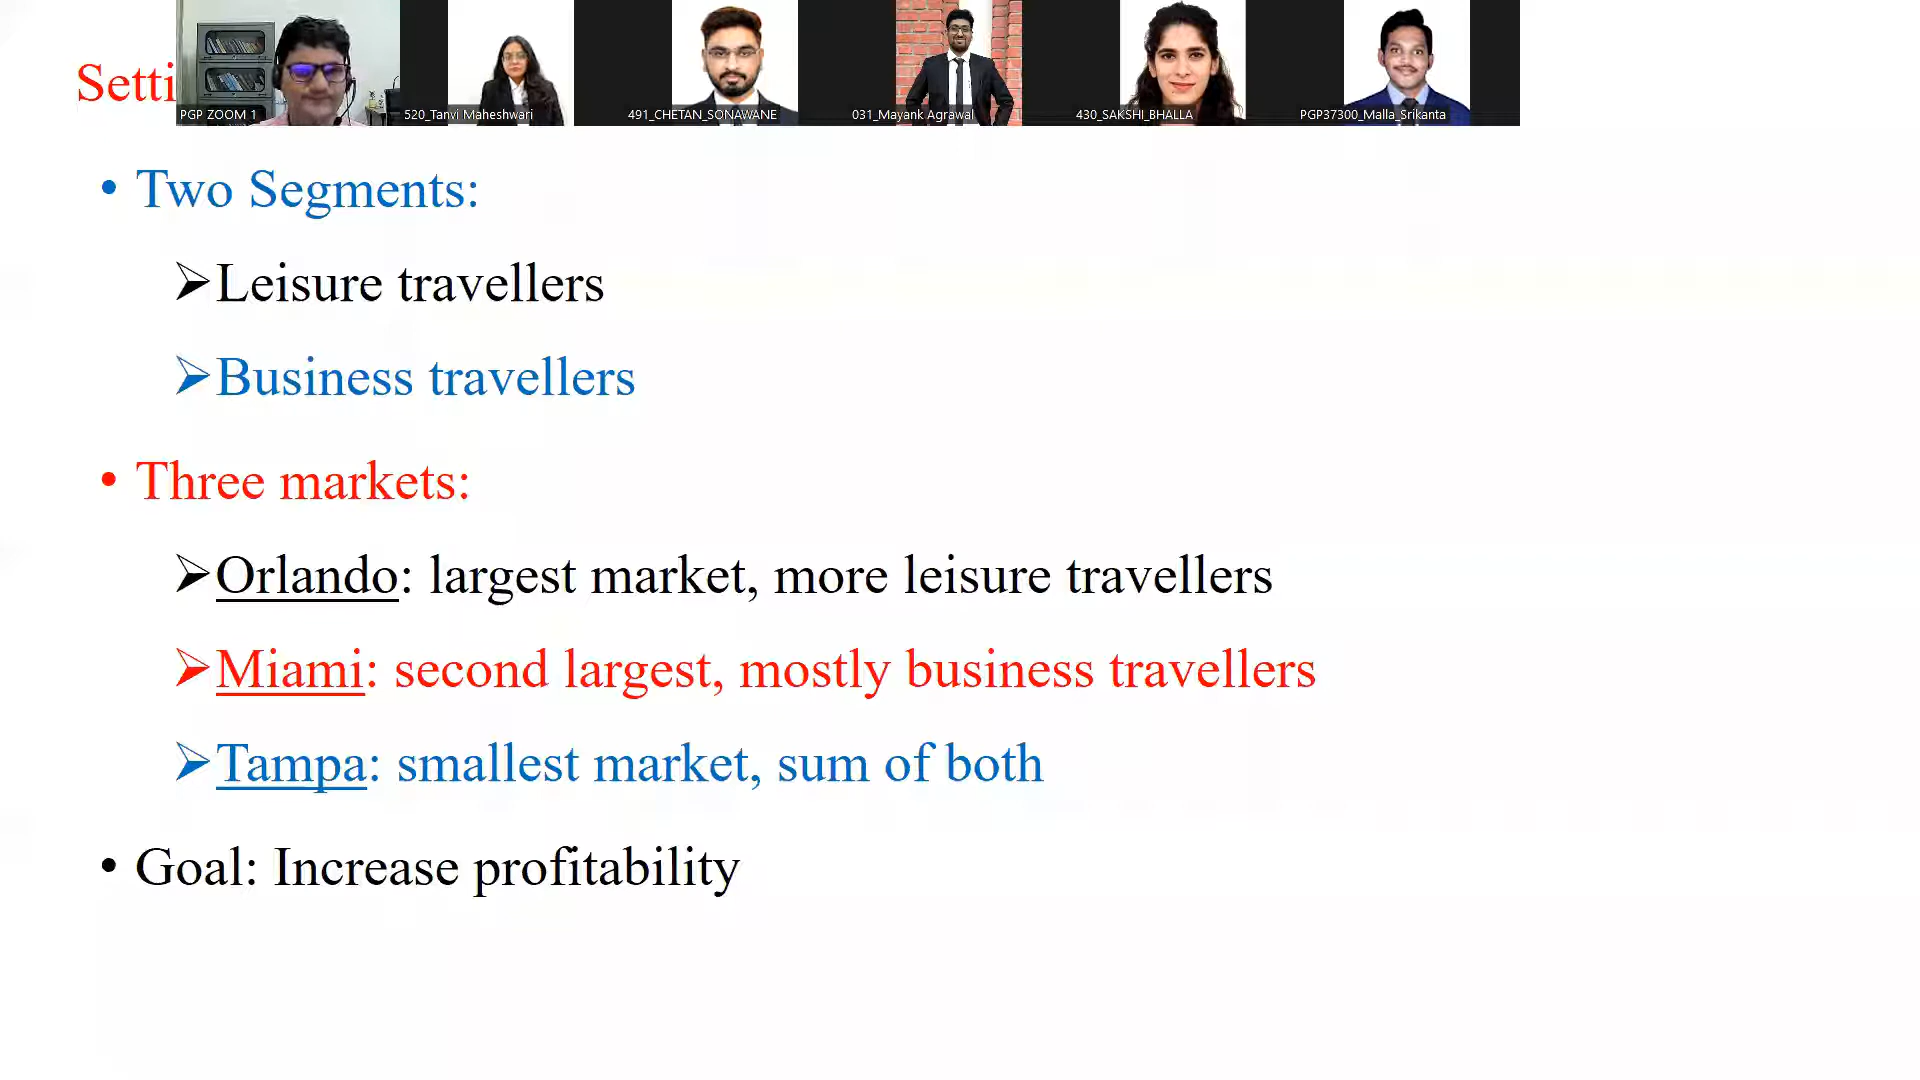 Setti
PGP ZOOM 1
520_Tanvi Maheshwari
491_CHETAN_SONAWANE
031_Mayank Agrawal
430_SAKSHI_BHALLA
PGP37300_Malla_Srikanta
• Two Segments:
➢Leisure travellers
➢Business travellers
• Three markets:
➢Orlando: largest market, more leisure travellers
➢Miami: second largest, mostly business travellers
➢Tampa: smallest market, sum of both
• Goal: Increase profitability